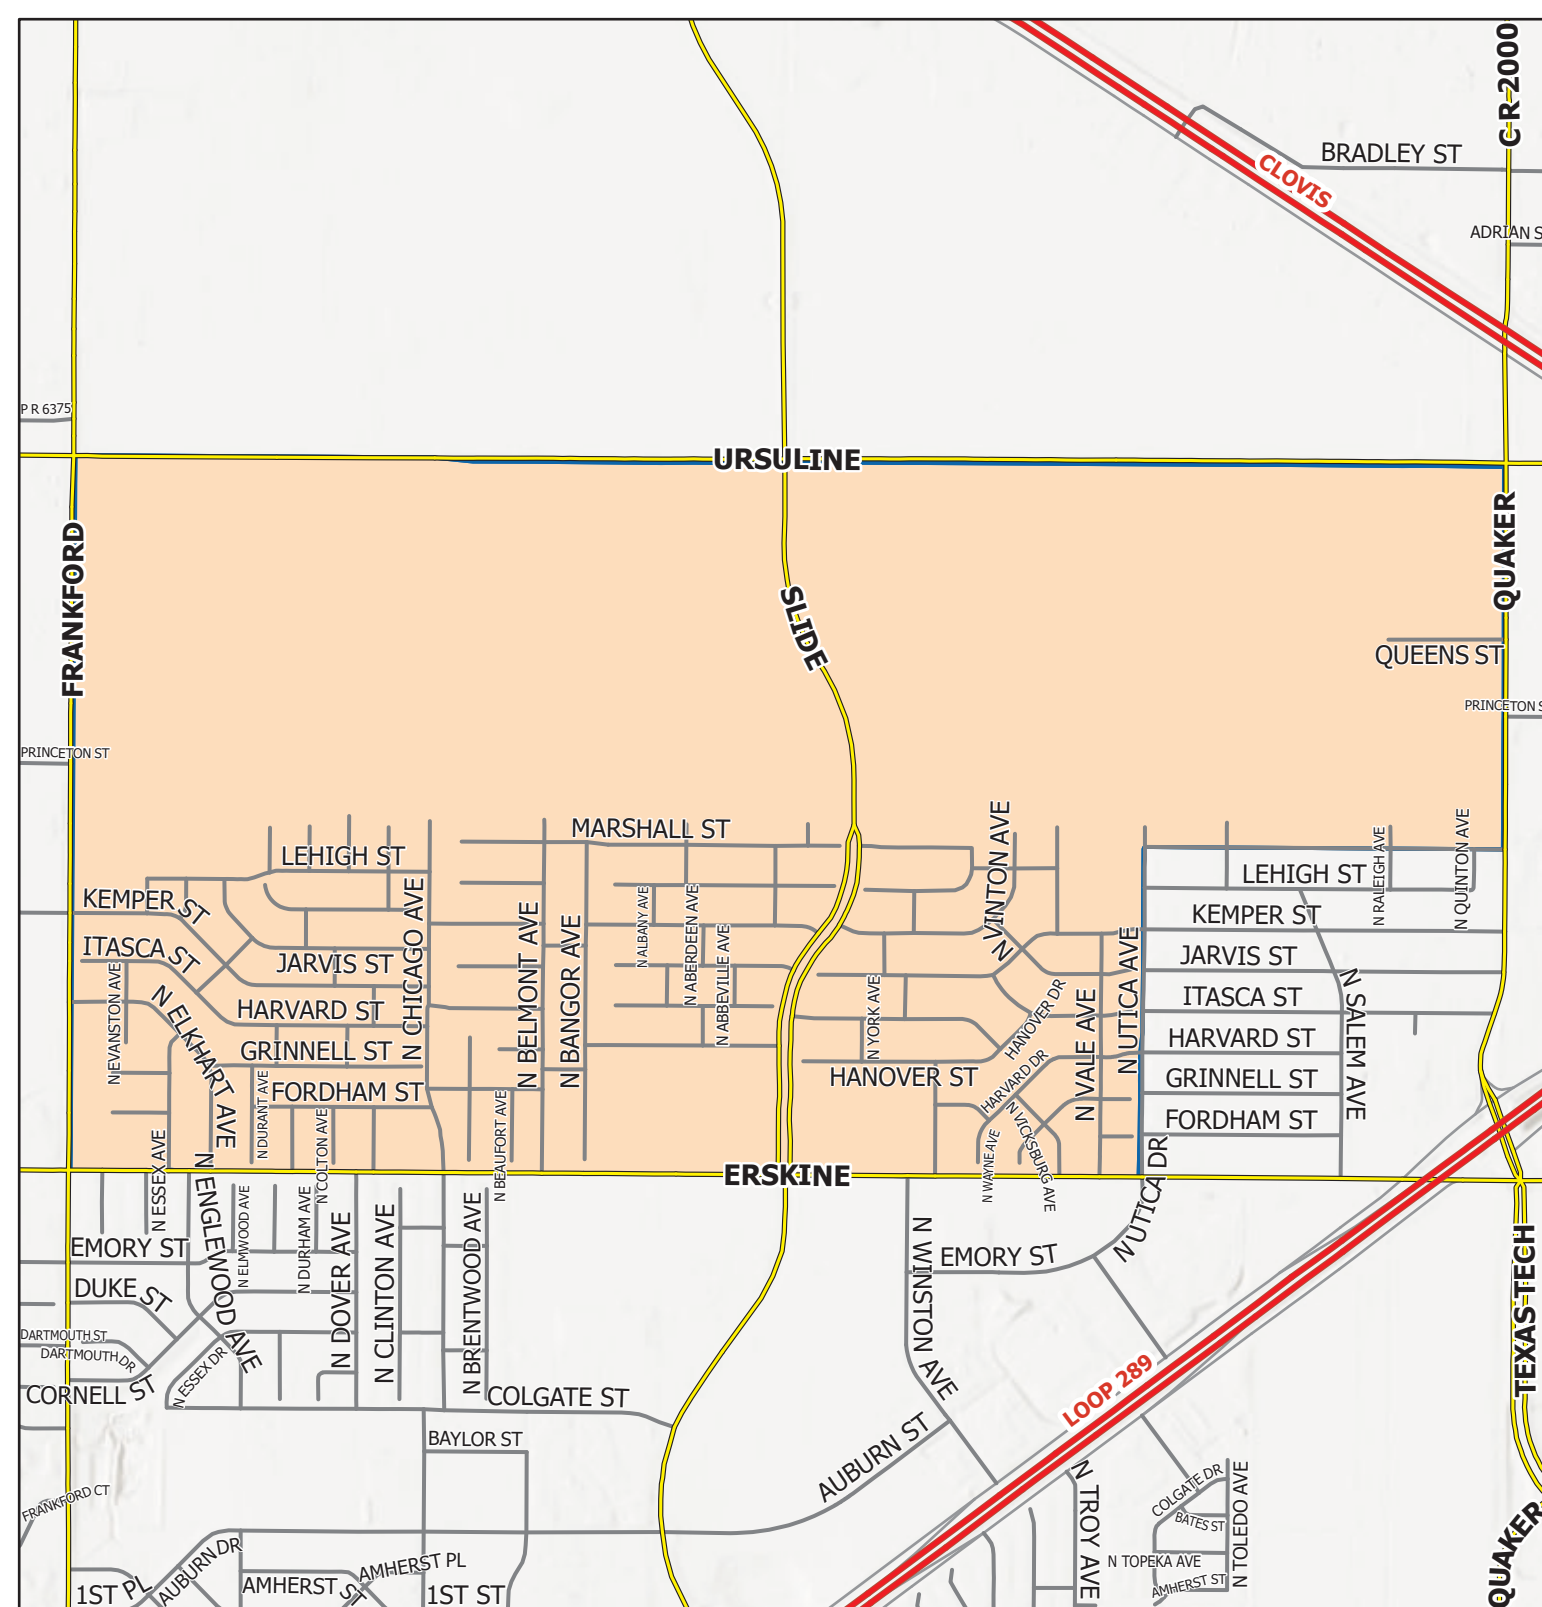 C R 2000
BRADLEY ST
CLOVIS
ADRIAN S
P R 6375
URSULINE
FRANKFORD
QUAKER
SLIDE
QUEENS ST
PRINCETON S
PRINCETON ST
MARSHALL ST
VINTON AVE
N
LEHIGH ST
LEHIGH ST
N RALEIGH AVE
N QUINTON AVE
KEMPER ST
KEMPER ST
N CHICAGO AVE
N BELMONT AVE
N BANGOR AVE
N ALBANY AVE
N ABERDEEN AVE
N ABBEVILLE AVE
ITASCA ST
JARVIS ST
JARVIS ST
N UTICA AVE
N EVANSTON AVE
N ELKHART AVE
HARVARD ST
ITASCA ST
N SALEM AVE
N YORK AVE
HANOVER DR
N VALE AVE
HARVARD ST
GRINNELL ST
HANOVER ST
HARVARD DR
GRINNELL ST
N DURANT AVE
FORDHAM ST
N COLTON AVE
N BEAUFORT AVE
N VICKSBURG AVE
N WAYNE AVE
FORDHAM ST
N ESSEX AVE
ERSKINE
N UTICA DR
N ENGLEWOOD AVE
N ELMWOOD AVE
N DURHAM AVE
N DOVER AVE
N CLINTON AVE
N BRENTWOOD AVE
N WINSTON AVE
EMORY ST
EMORY ST
TEXAS TECH
DUKE ST
DARTMOUTH ST
DARTMOUTH DR
N ESSEX DR
CORNELL ST
COLGATE ST
LOOP 289
BAYLOR ST
AUBURN ST
N TROY AVE
COLGATE DR
N TOLEDO AVE
BATES ST
FRANKFORD CT
AUBURN DR
AMHERST PL
N TOPEKA AVE
AMHERST ST
AMHERST ST
1ST PL
1ST ST
QUAKER